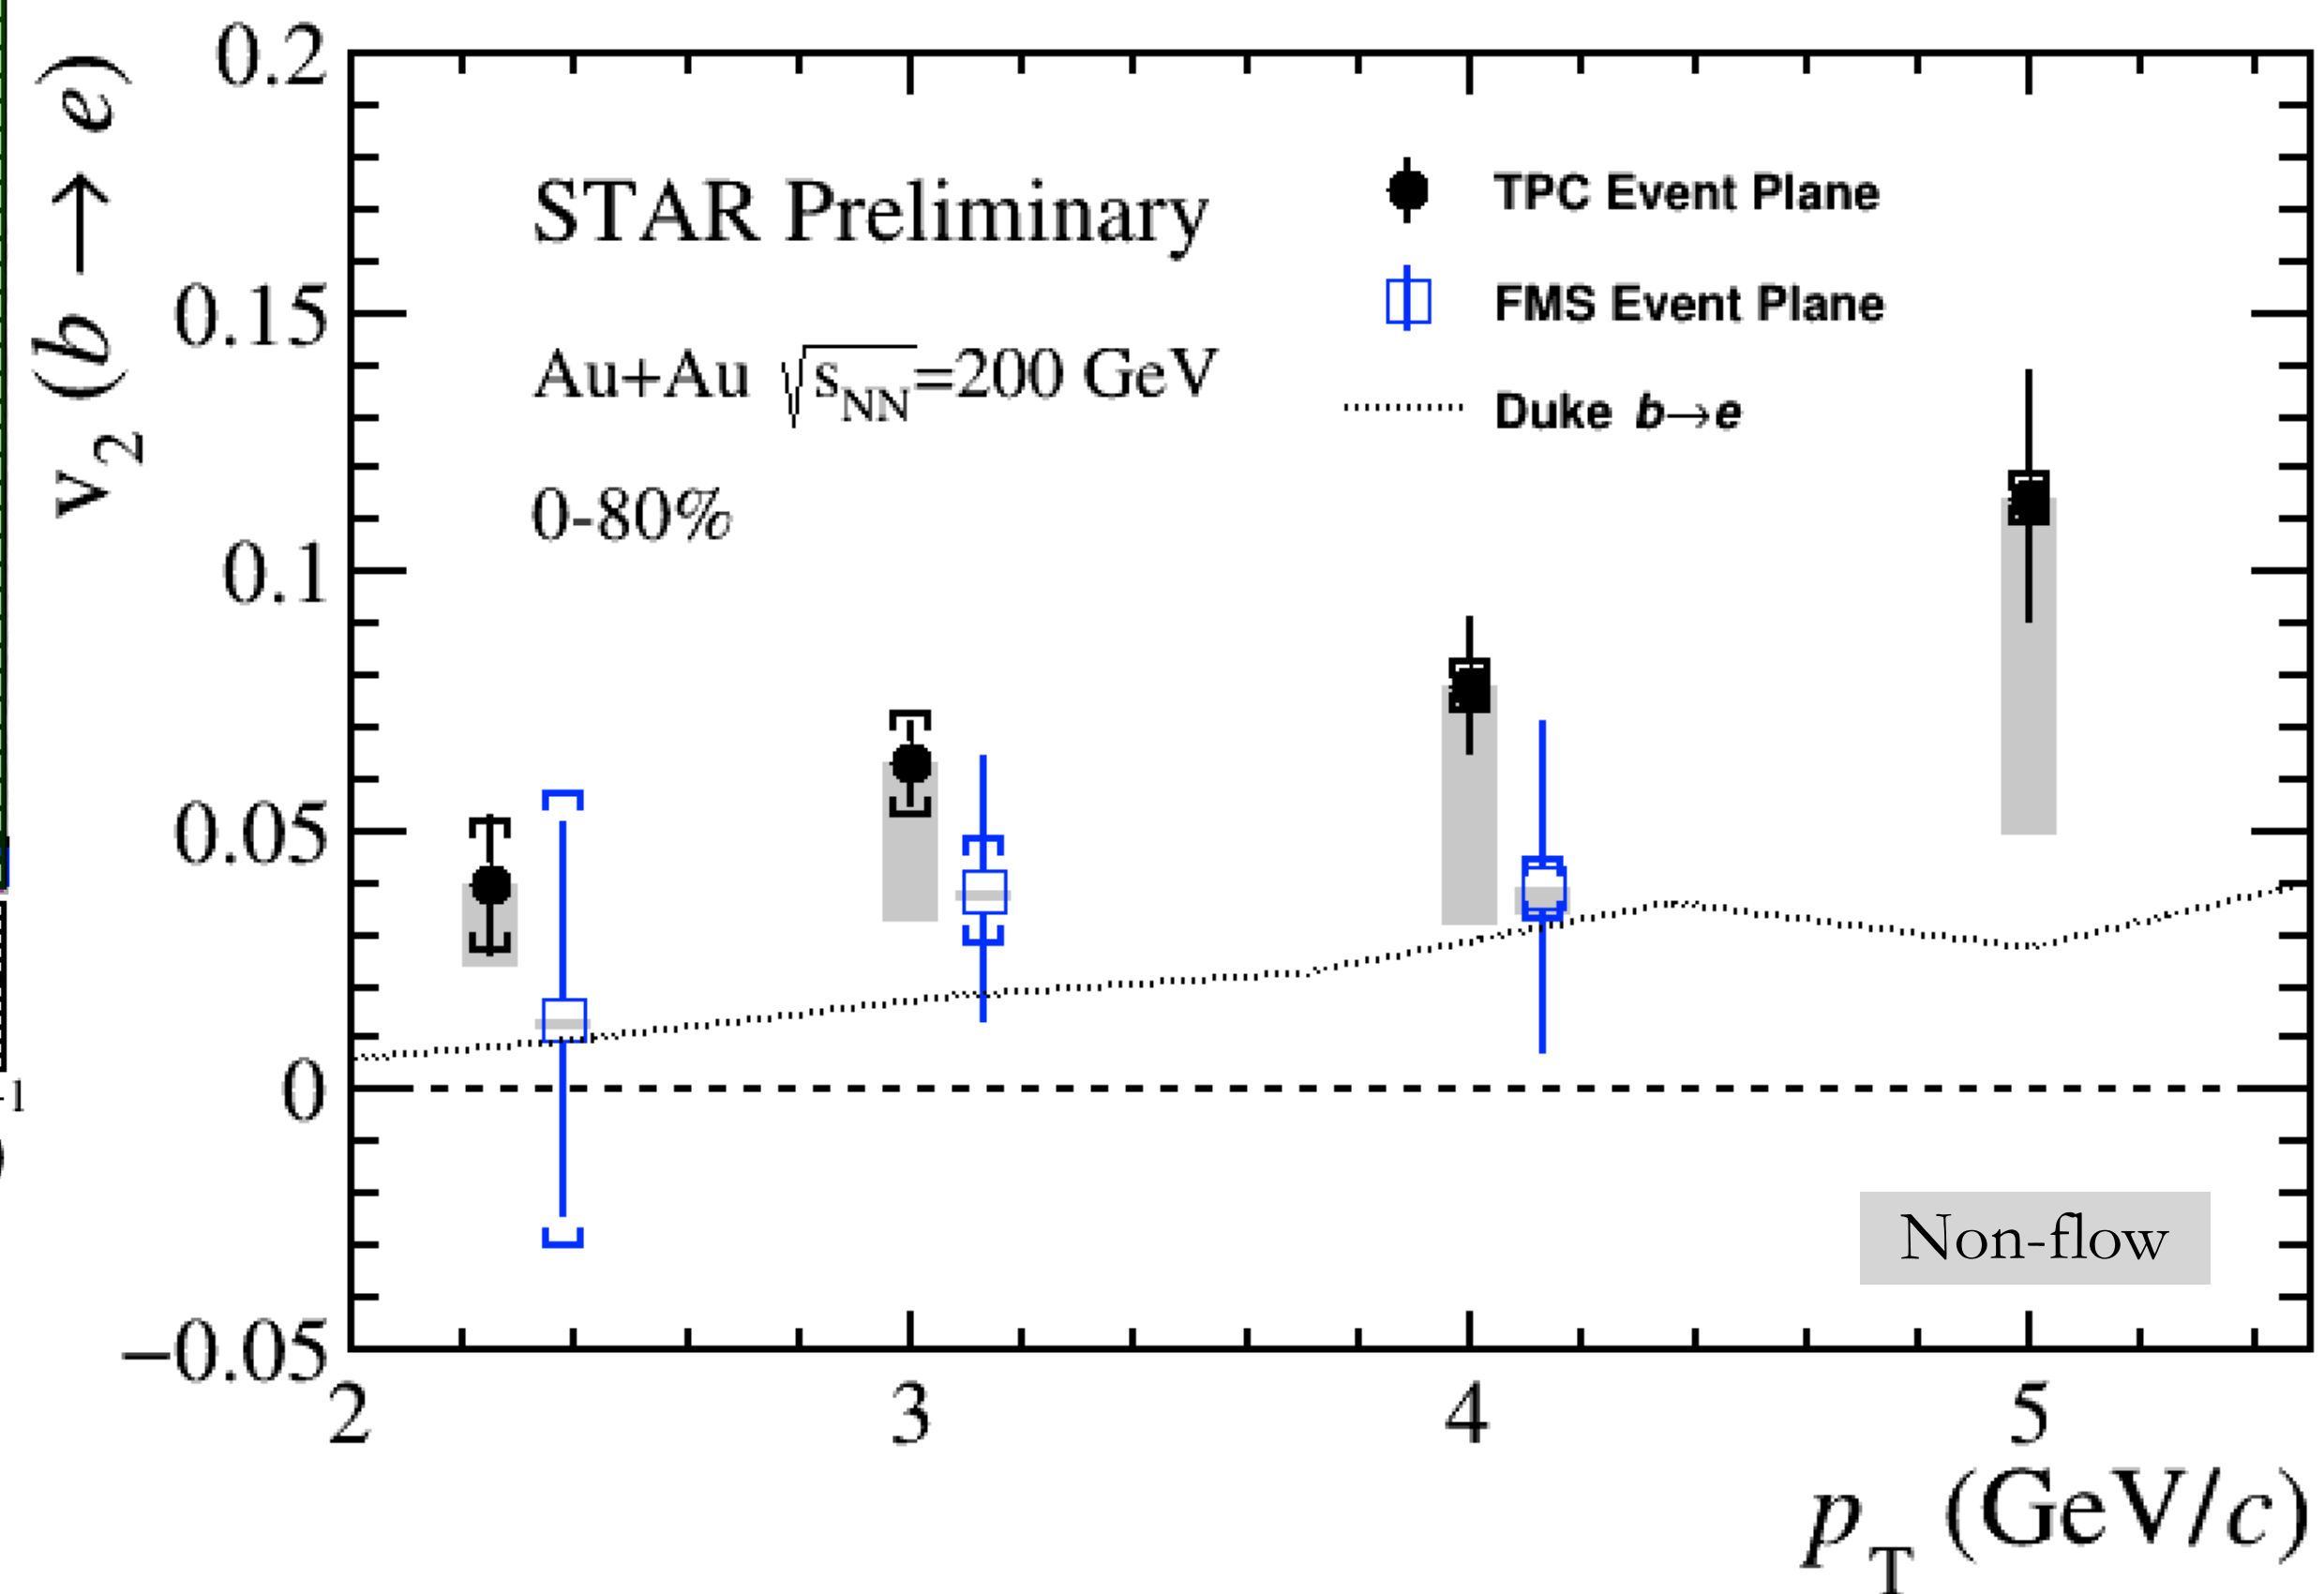 v2 (b → e)
0.2
0.15
0.1
0.05
0
−0.05
STAR Preliminary
Au+Au √sNN=200 GeV
0-80%
TPC Event Plane
FMS Event Plane
Duke b→e
Non-flow
2 3 4 5
pT (GeV/c)
-1